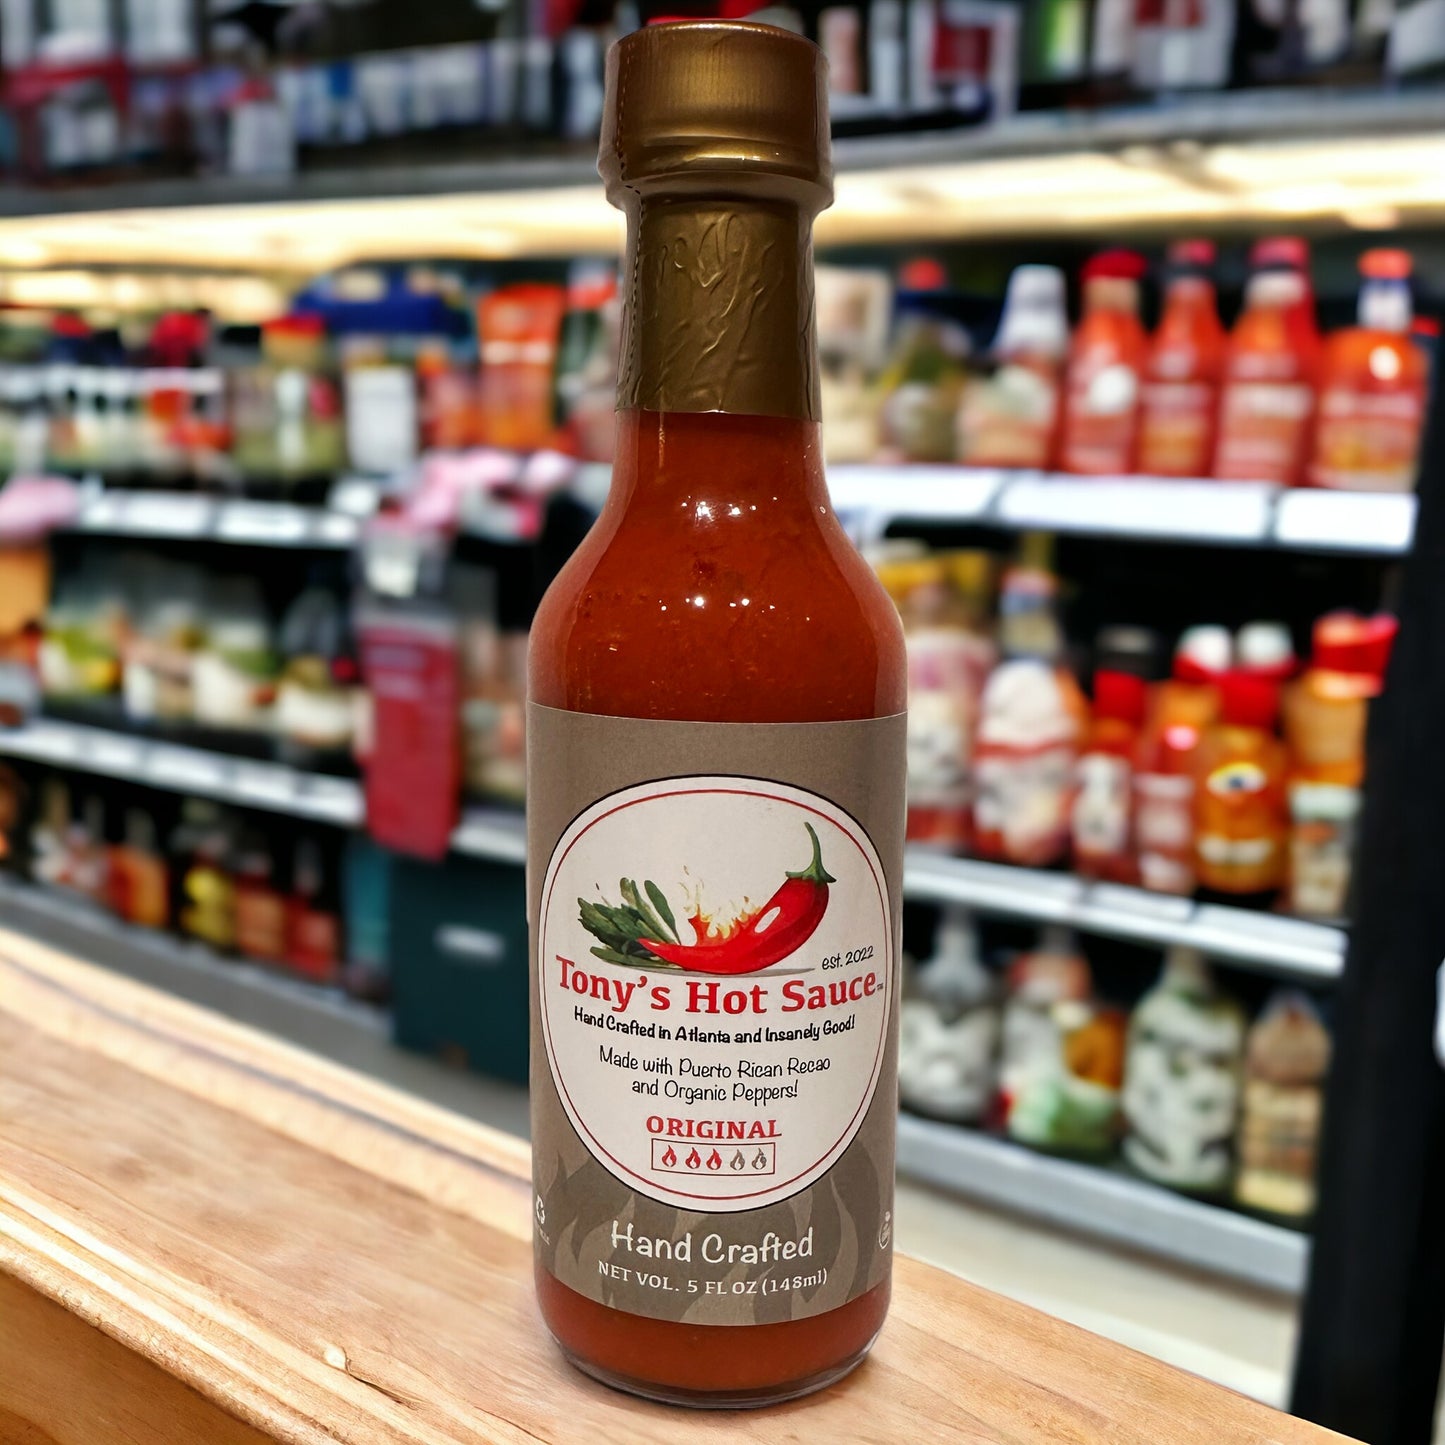 est. 2022
Tony's Hot Sauce
Hand Crafted in Atlanta and Insanely Good!
Made with Puerto Rican Recao
and Organic Peppers!
ORIGINAL
Hand Crafted
NET VOL. 5 FL OZ (148ml)